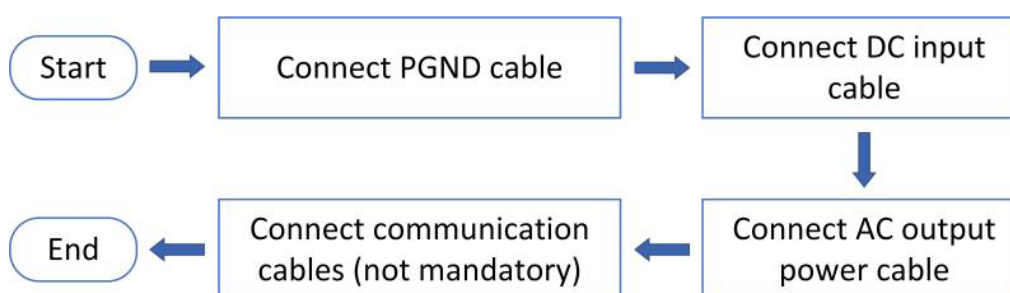 Start
Connect PGND cable
Connect DC input
cable
Connect AC output
power cable
Connect communication
cables (not mandatory)
End